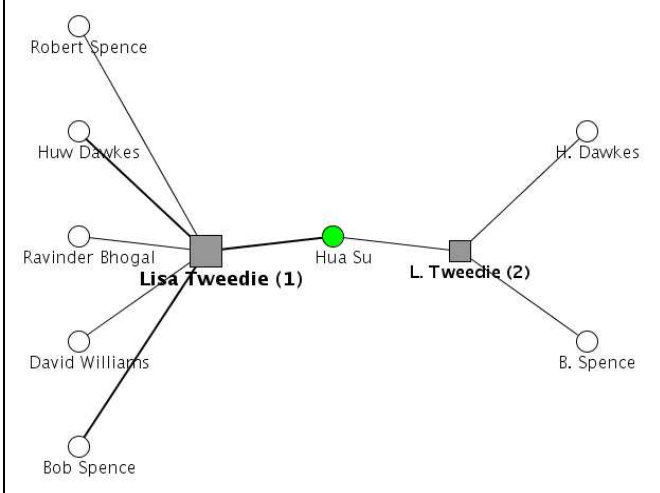 Robert Spence
Huw Dawkes
H. Dawkes
Ravinder Bhogal
Hua Su
Lisa Tweedie (1)
L. Tweedie (2)
David Williams
B. Spence
Bob Spence